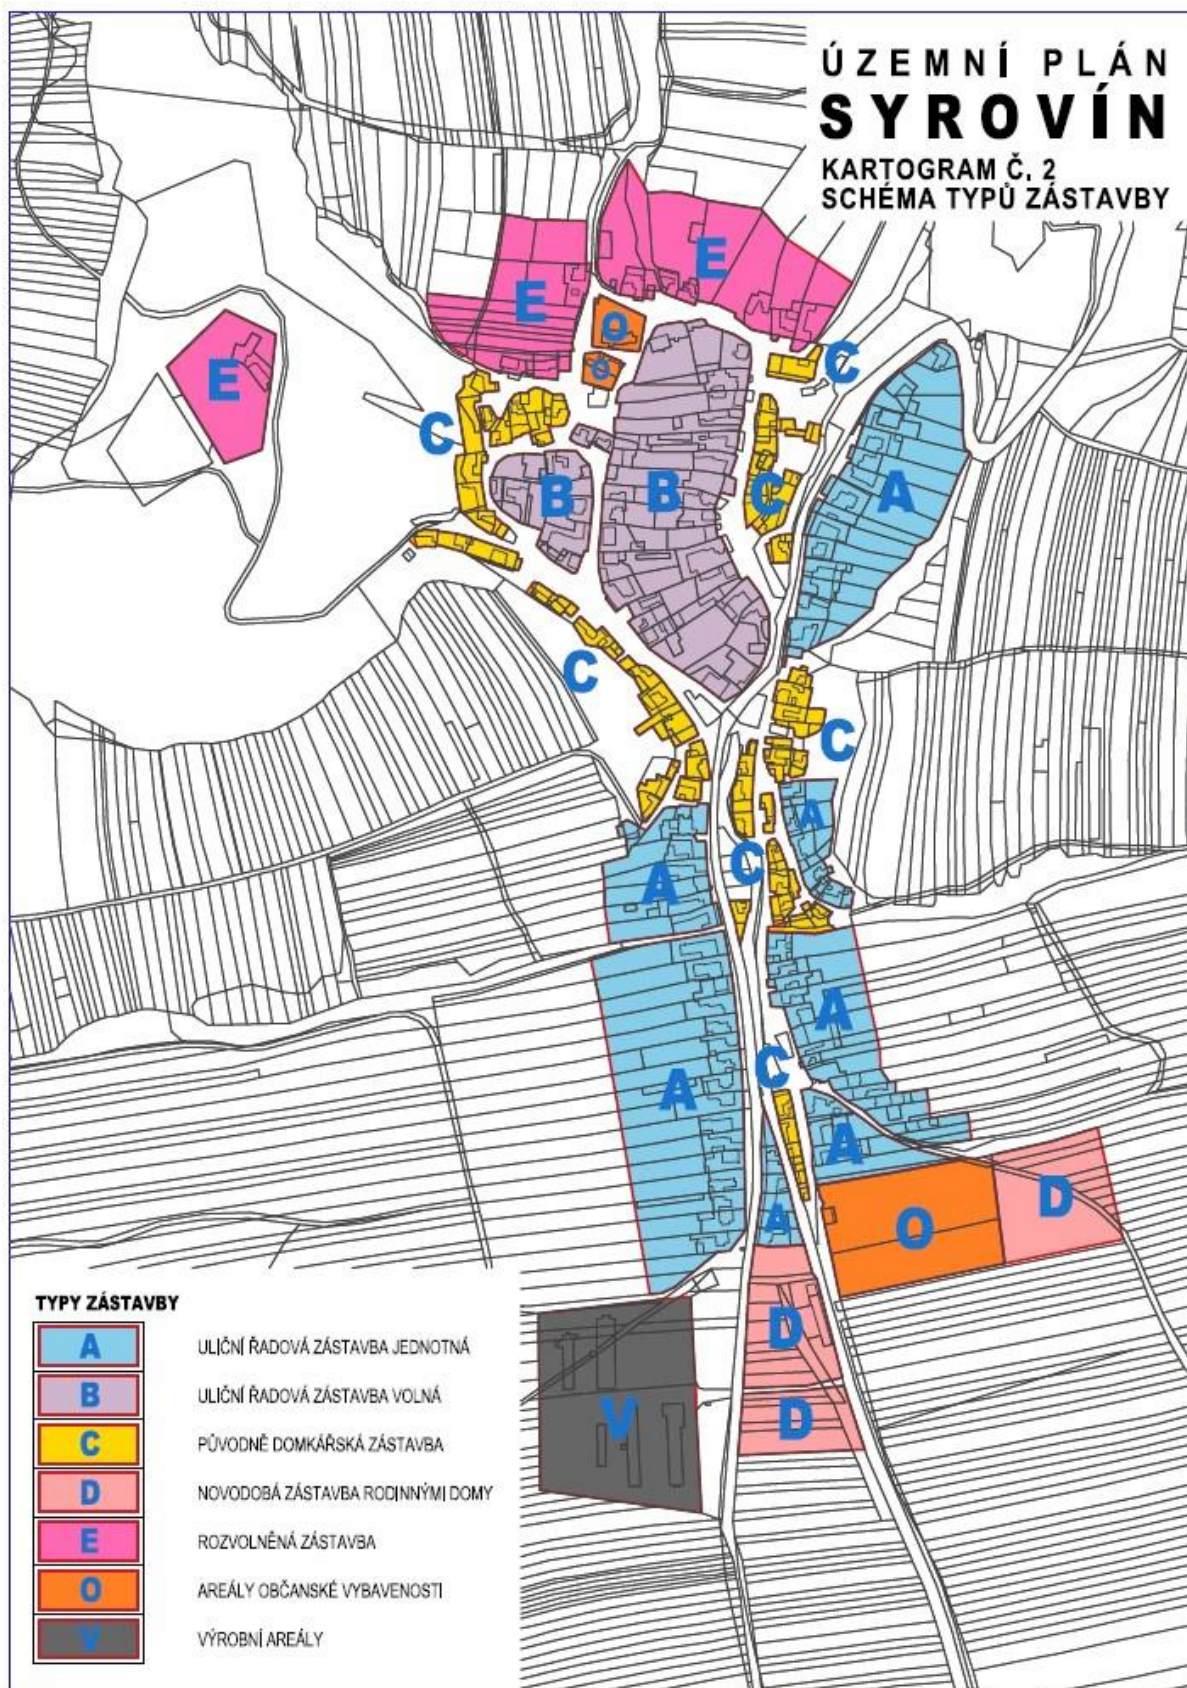 ÚZEMNÍ PLÁN
SYROVÍN
KARTOGRAM Č. 2
SCHÉMA TYPŮ ZÁSTAVBY
E
E
O
O
E
C
C
B
B
C
A
C
C
A
C
A
A
C
A
A
D
A
O
D
D
V
TYPY ZÁSTAVBY
A ULIČNÍ ŘADOVÁ ZÁSTAVBA JEDNOTNÁ
B ULIČNÍ ŘADOVÁ ZÁSTAVBA VOLNÁ
C PŮVODNĚ DOMKÁŘSKÁ ZÁSTAVBA
D NOVODOBÁ ZÁSTAVBA RODINNÝMI DOMY
E ROZVOLNĚNÁ ZÁSTAVBA
O AREÁLY OBČANSKÉ VYBAVENOSTI
V VÝROBNÍ AREÁLY